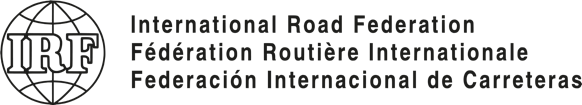 IRF
International Road Federation
Fédération Routière Internationale
Federación Internacional de Carreteras